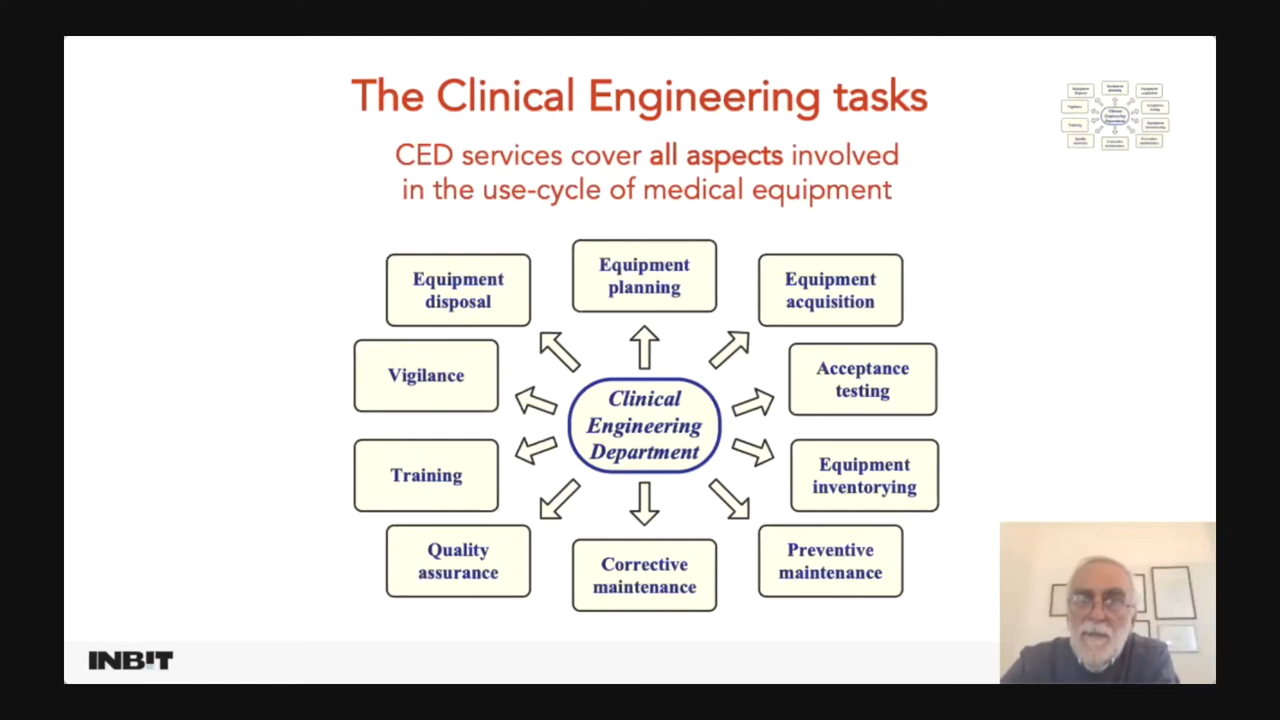 The Clinical Engineering tasks
CED services cover all aspects involved
in the use-cycle of medical equipment
Equipment
disposal
Equipment
planning
Equipment
acquisition
Vigilance
Acceptance
testing
Clinical
Engineering
Department
Training
Equipment
inventorying
Quality
assurance
Corrective
maintenance
Preventive
maintenance
INBIT